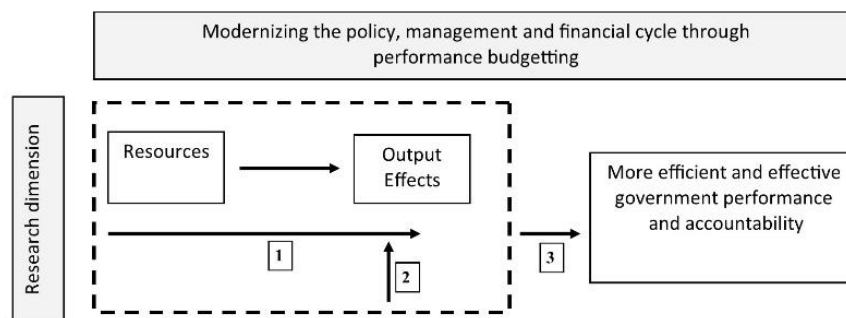 Modernizing the policy, management and financial cycle through
performance budgetting
Research dimension
Resources
Output
Effects
1
2
3
More efficient and effective
government performance
and accountability